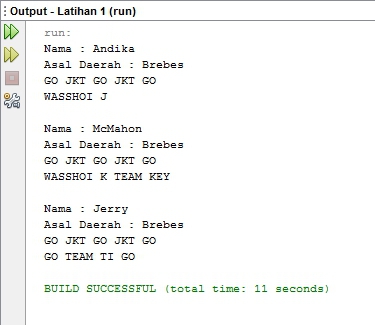 Output - Latihan 1 (run)
run:
Nama : Andika
Asal Daerah : Brebes
GO JKT GO JKT GO
WASSHOI J
Nama : McMahon
Asal Daerah : Brebes
GO JKT GO JKT GO
WASSHOI K TEAM KEY
Nama : Jerry
Asal Daerah : Brebes
GO JKT GO JKT GO
GO TEAM TI GO
BUILD SUCCESSFUL (total time: 11 seconds)